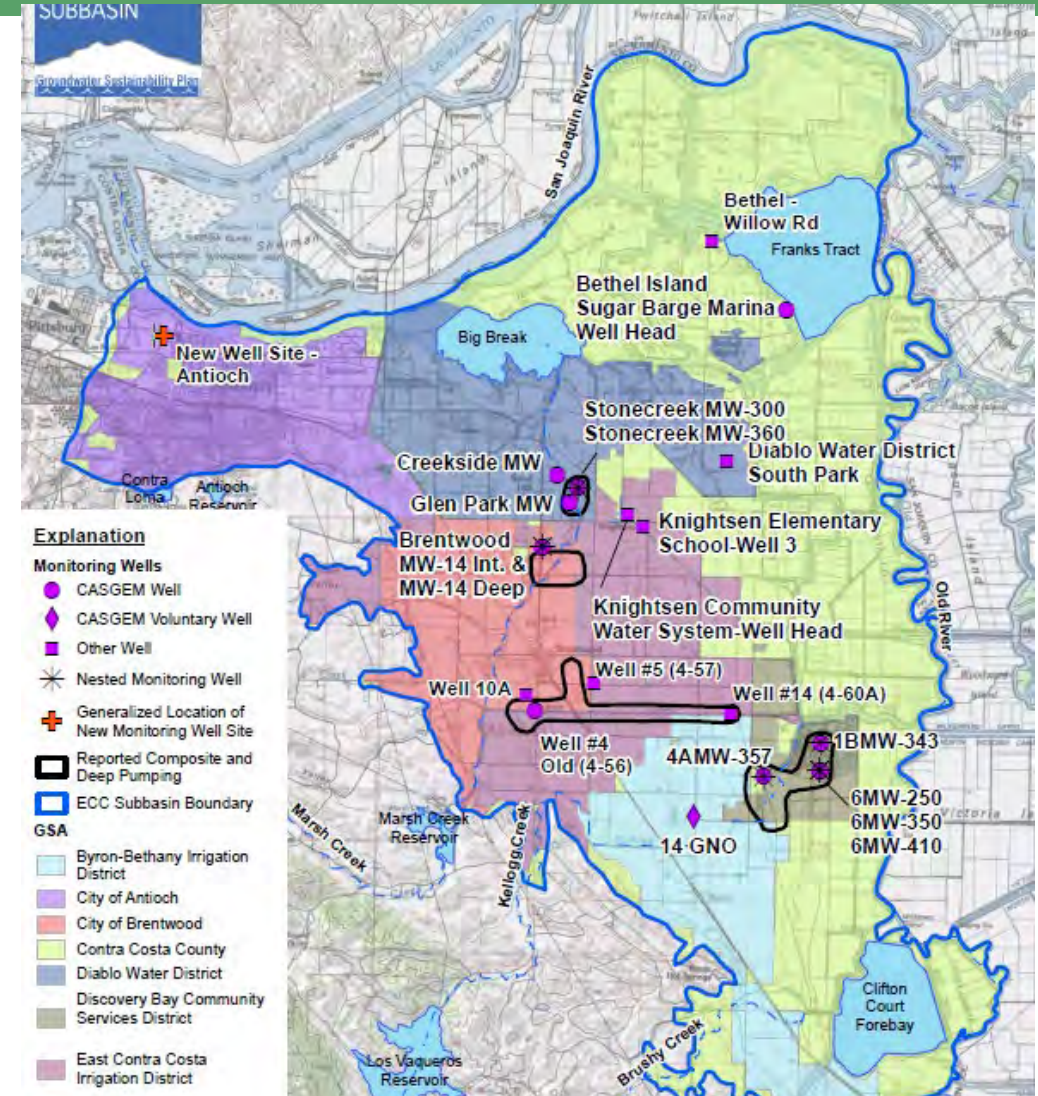 SUBBASIN
Groundwater Sustainability Plan
San Joaquin River
Sherman
Island
Bethel -
Willow Rd
Franks Tract
Bethel Island
Sugar Barge Marina
Well Head
Big Break
Pittsburg
New Well Site -
Antioch
Stonecreek MW-300
Stonecreek MW-360
Diablo Water District
South Park
Creekside MW
Glen Park MW
Contra
Loma
Antioch
Reservoir
Knightsen Elementary
School-Well 3
Brentwood
MW-14 Int. &
MW-14 Deep
Knightsen Community
Water System-Well Head
Old River
Well #5 (4-57)
Well 10A
Well #14 (4-60A)
Well #4
Old (4-56)
4AMW-357
1BMW-343
6MW-250
6MW-350
6MW-410
14 GNO
Marsh Creek
Reservoir
Marsh Creek
Kellogg Creek
Clifton
Court
Forebay
Brushy Creek
Los Vaqueros
Reservoir
Explanation
Monitoring Wells
CASGEM Well
CASGEM Voluntary Well
Other Well
Nested Monitoring Well
Generalized Location of
New Monitoring Well Site
Reported Composite and
Deep Pumping
ECC Subbasin Boundary
GSA
Byron-Bethany Irrigation
District
City of Antioch
City of Brentwood
Contra Costa County
Diablo Water District
Discovery Bay Community
Services District
East Contra Costa
Irrigation District